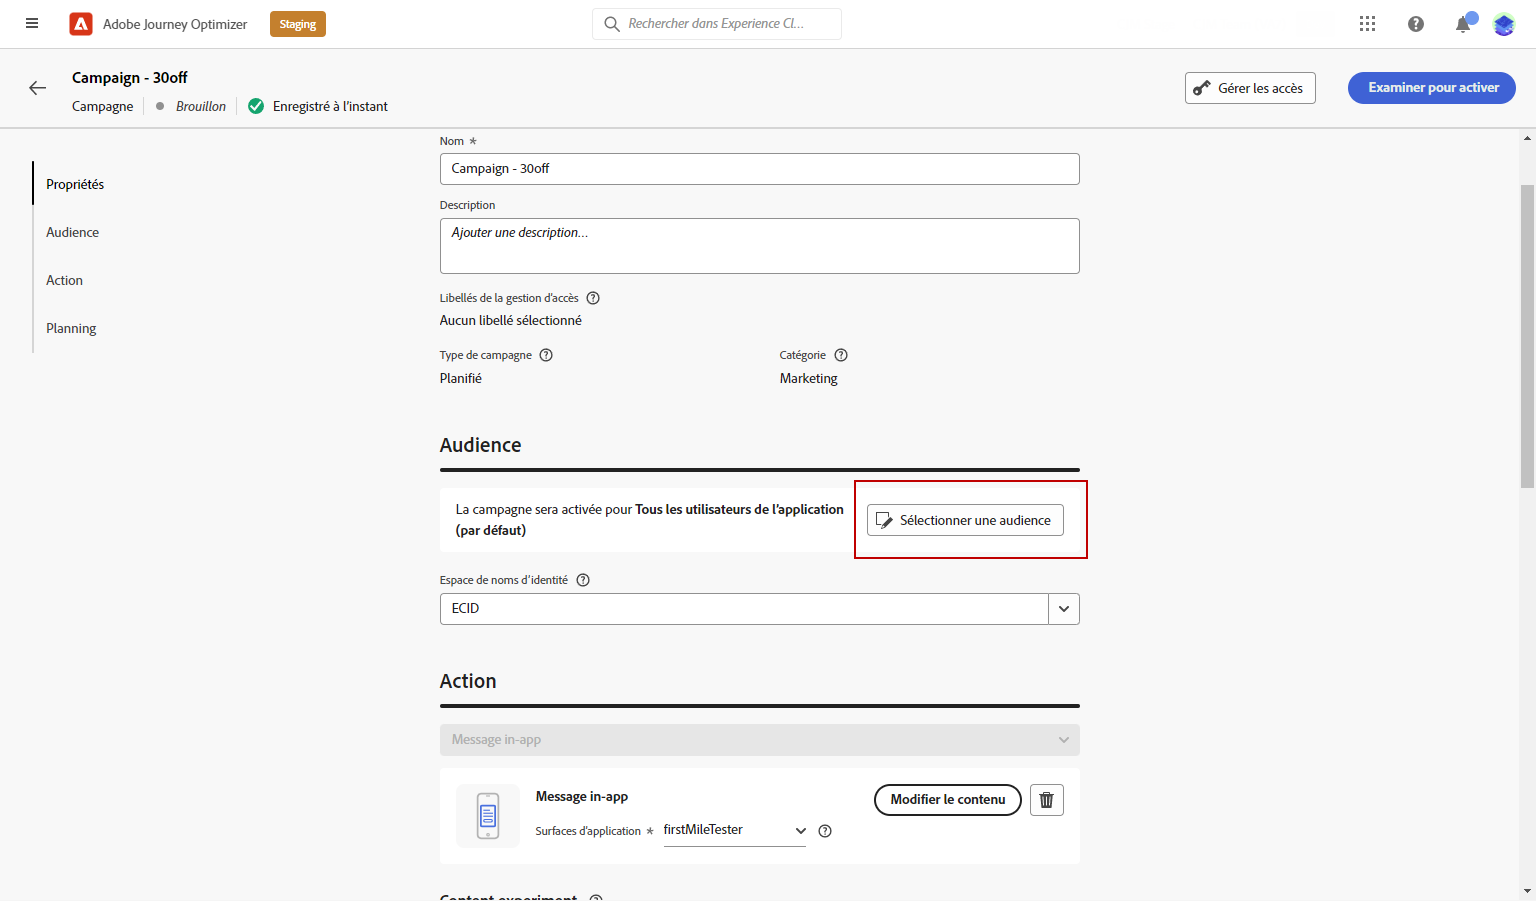 Adobe Journey Optimizer
Staging
Rechercher dans Experience Cl...
Campaign - 30off
Campagne
Brouillon
Enregistré à l'instant
Gérer les accès
Examiner pour activer
Propriétés
Audience
Action
Planning
Nom *
Campaign - 30off
Description
Ajouter une description...
Libellés de la gestion d'accès
Aucun libellé sélectionné
Type de campagne
Planifié
Catégorie
Marketing
Audience
La campagne sera activée pour Tous les utilisateurs de l'application
(par défaut)
Sélectionner une audience
Espace de noms d'identité
ECID
Action
Message in-app
Message in-app
Surfaces d'application * firstMileTester
Modifier le contenu
Content experiment